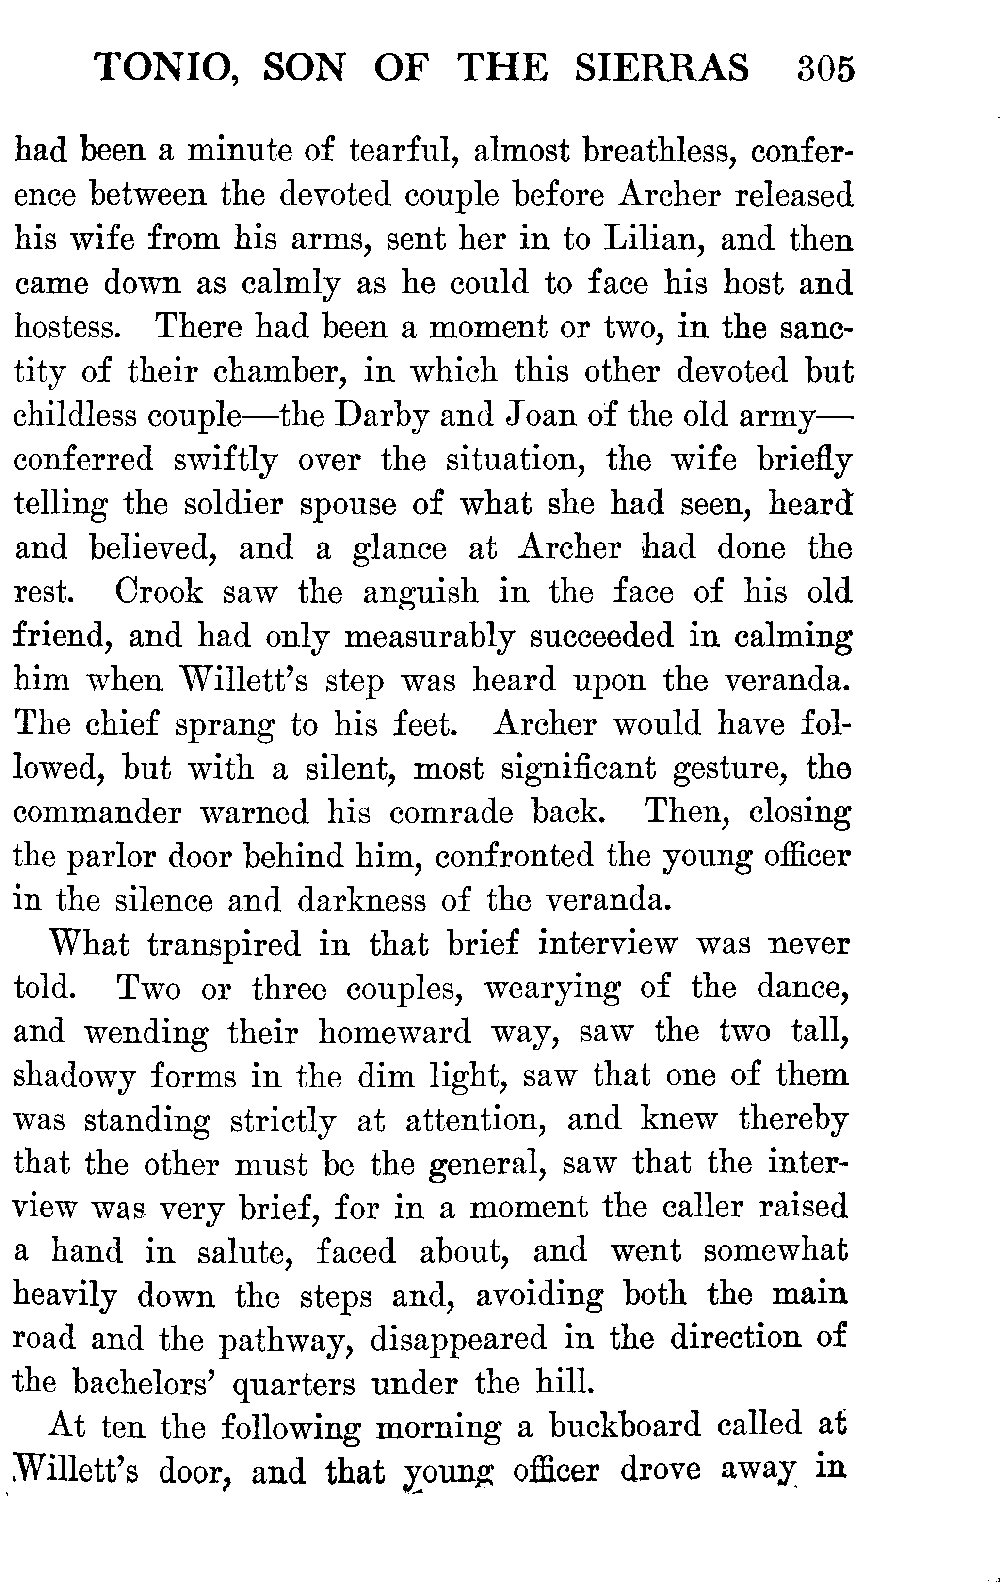 TONIO, SON OF THE SIERRAS 305
had been a minute of tearful, almost breathless, confer-
ence between the devoted couple before Archer released
his wife from his arms, sent her in to Lilian, and then
came down as calmly as he could to face his host and
hostess. There had been a moment or two, in the sanc-
tity of their chamber, in which this other devoted but
childless couple—the Darby and Joan of the old army—
conferred swiftly over the situation, the wife briefly
telling the soldier spouse of what she had seen, heard
and believed, and a glance at Archer had done the
rest. Crook saw the anguish in the face of his old
friend, and had only measurably succeeded in calming
him when Willett's step was heard upon the veranda.
The chief sprang to his feet. Archer would have fol-
lowed, but with a silent, most significant gesture, the
commander warned his comrade back. Then, closing
the parlor door behind him, confronted the young officer
in the silence and darkness of the veranda.
What transpired in that brief interview was never
told. Two or three couples, wearying of the dance,
and wending their homeward way, saw the two tall,
shadowy forms in the dim light, saw that one of them
was standing strictly at attention, and knew thereby
that the other must be the general, saw that the inter-
view was very brief, for in a moment the caller raised
a hand in salute, faced about, and went somewhat
heavily down the steps and, avoiding both the main
road and the pathway, disappeared in the direction of
the bachelors' quarters under the hill.
At ten the following morning a buckboard called at
Willett's door, and that young officer drove away in